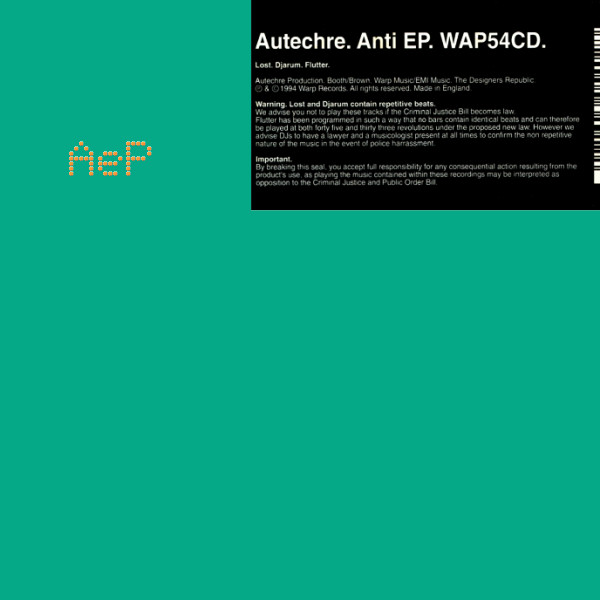 AeP
Autechre. Anti EP. WAP54CD.
Lost. Djarum. Flutter.
Autechre Production. Booth/Brown. Warp Music/EMI Music. The Designers Republic.
Ⓟ & © 1994 Warp Records. All rights reserved. Made in England.
Warning. Lost and Djarum contain repetitive beats.
We advise you not to play these tracks if the Criminal Justice Bill becomes law.
Flutter has been programmed in such a way that no bars contain identical beats and can therefore
be played at both forty five and thirty three revolutions under the proposed new law. However we
advise DJs to have a lawyer and a musicologist present at all times to confirm the non repetitive
nature of the music in the event of police harrassment.
Important.
By breaking this seal, you accept full responsibility for any consequential action resulting from the
product's use, as playing the music contained within these recordings may be interpreted as
opposition to the Criminal Justice and Public Order Bill.